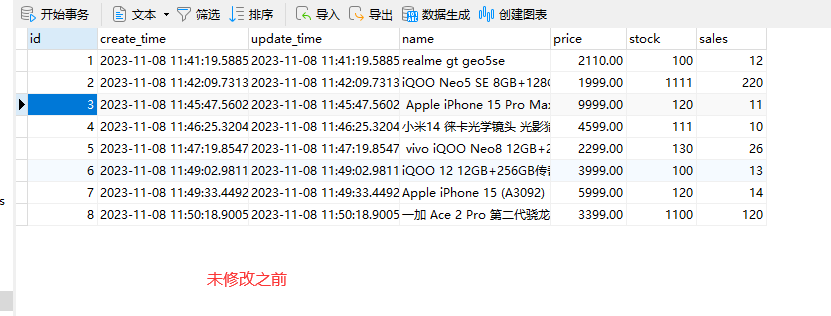 开始事务 文本 筛选 排序 导入 导出 数据生成 创建图表
id create_time update_time name price stock sales
1 2023-11-08 11:41:19.5885 2023-11-08 11:41:19.5885 realme gt geo5se 2110.00 100 12
2 2023-11-08 11:42:09.7313 2023-11-08 11:42:09.7313 iQOO Neo5 SE 8GB+128G 1999.00 1111 220
3 2023-11-08 11:45:47.5602 2023-11-08 11:45:47.5602 Apple iPhone 15 Pro Max 9999.00 120 11
4 2023-11-08 11:46:25.3204 2023-11-08 11:46:25.3204 小米14 徕卡光学镜头 光影猎 4599.00 111 10
5 2023-11-08 11:47:19.8547 2023-11-08 11:47:19.8547 vivo iQOO Neo8 12GB+2 2299.00 130 26
6 2023-11-08 11:49:02.9811 2023-11-08 11:49:02.9811 iQOO 12 12GB+256GB传 3999.00 100 13
7 2023-11-08 11:49:33.4492 2023-11-08 11:49:33.4492 Apple iPhone 15 (A3092) 5999.00 120 14
8 2023-11-08 11:50:18.9005 2023-11-08 11:50:18.9005 一加 Ace 2 Pro 第二代骁龙 3399.00 1100 120
s
未修改之前